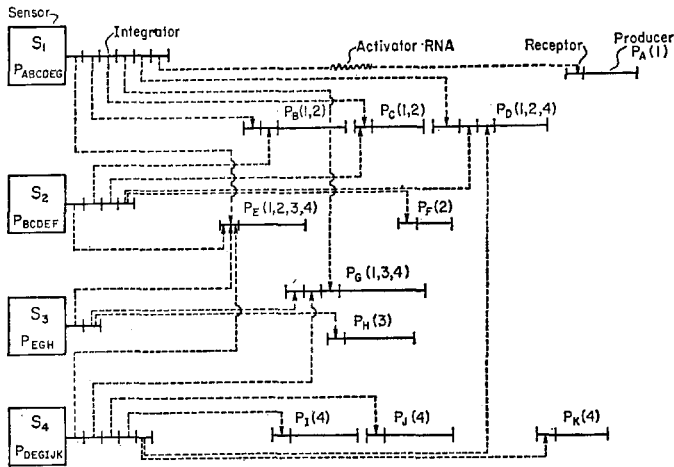 Sensor
Integrator
S1
PABCDEG
Activator RNA
Receptor
Producer
PA(1)
PB(1,2)
PC(1,2)
PD(1,2,4)
S2
PBCDEF
PE(1,2,3,4)
PF(2)
PG(1,3,4)
S3
PEGH
PH(3)
S4
PDEGIJK
PI(4)
PJ(4)
PK(4)